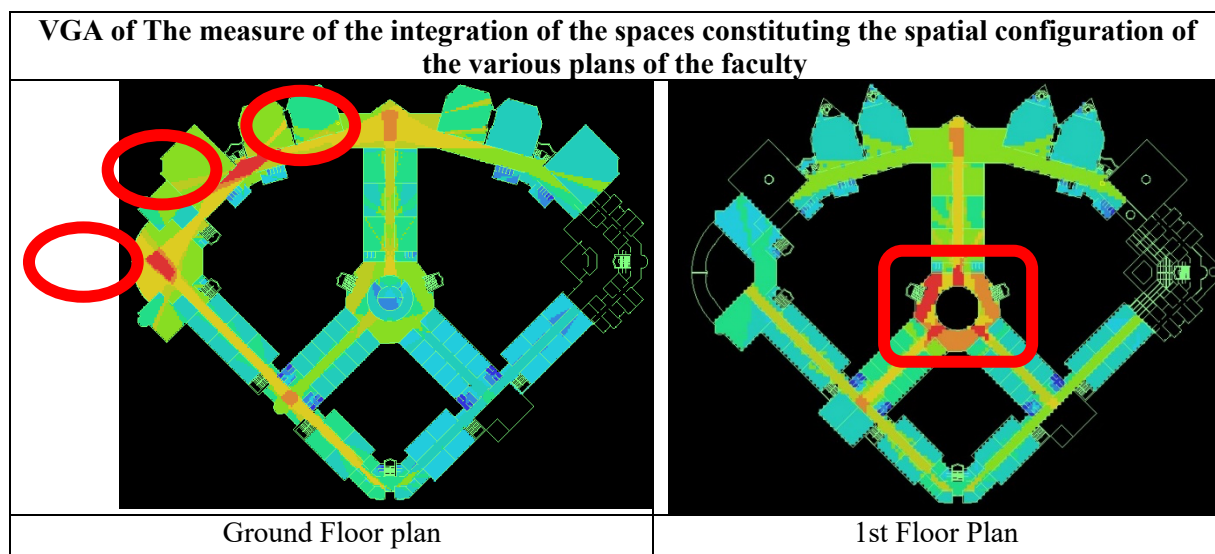 VGA of The measure of the integration of the spaces constituting the spatial configuration of
the various plans of the faculty
Ground Floor plan
1st Floor Plan